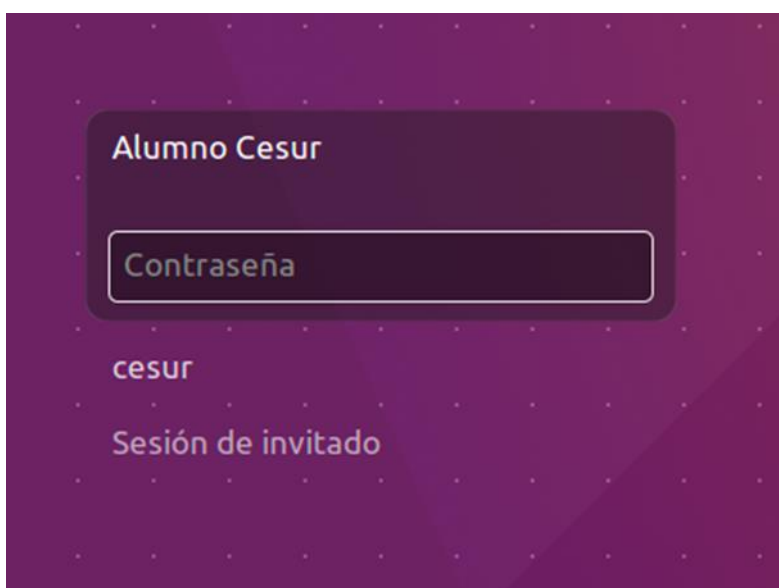 Alumno Cesur
Contraseña
cesur
Sesión de invitado